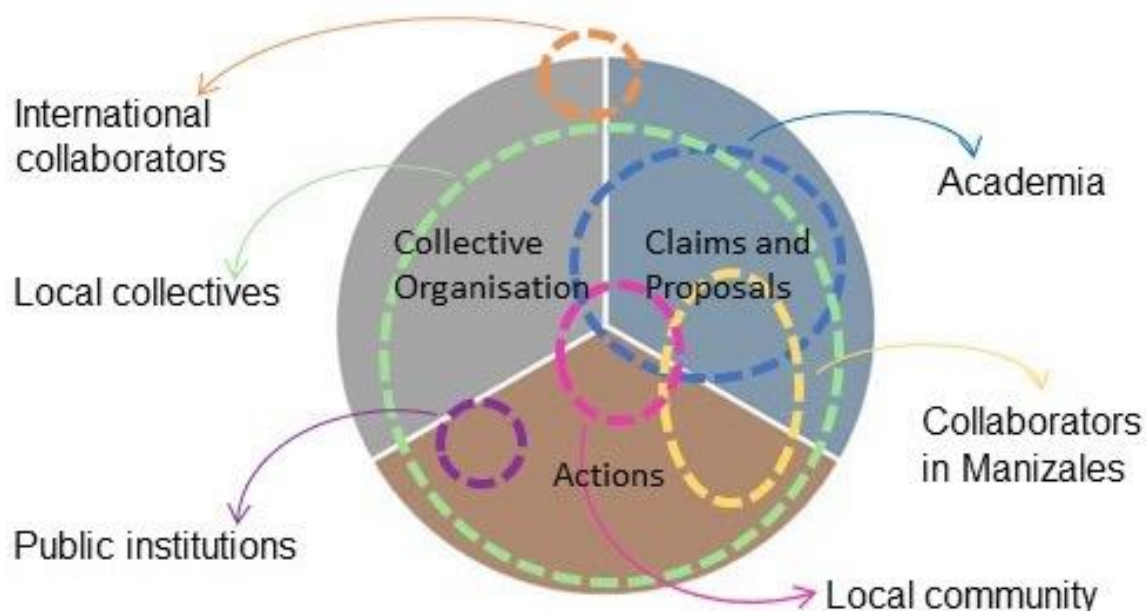 International
collaborators
Academia
Collective
Organisation
Claims and
Proposals
Local collectives
Collaborators
in Manizales
Actions
Public institutions
Local community